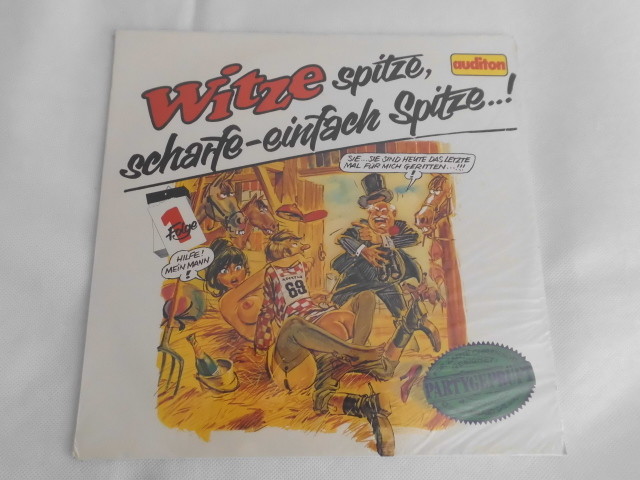 Witze spitze,
auditon
scharfe-einfach Spitze..!
SIE...SIE SIND HEUTE DAS LETZTE
MAL FÜR MICH GERITTEN...!!!
1
Folge
HILFE!
MEIN MANN
!
69
PARTYGEPRÜFT